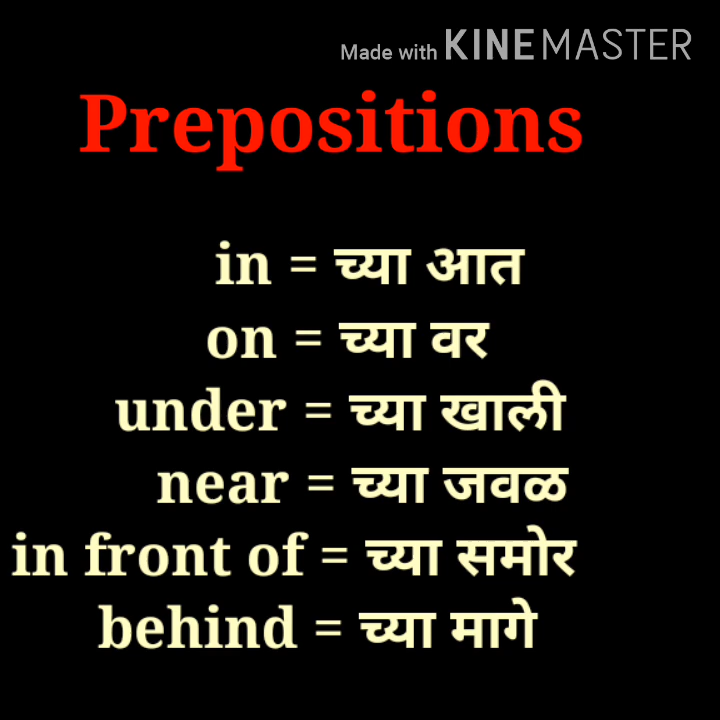 Made with KINEMASTER
Prepositions
in = च्या आत
on = च्या वर
under = च्या खाली
near = च्या जवळ
in front of = च्या समोर
behind = च्या मागे